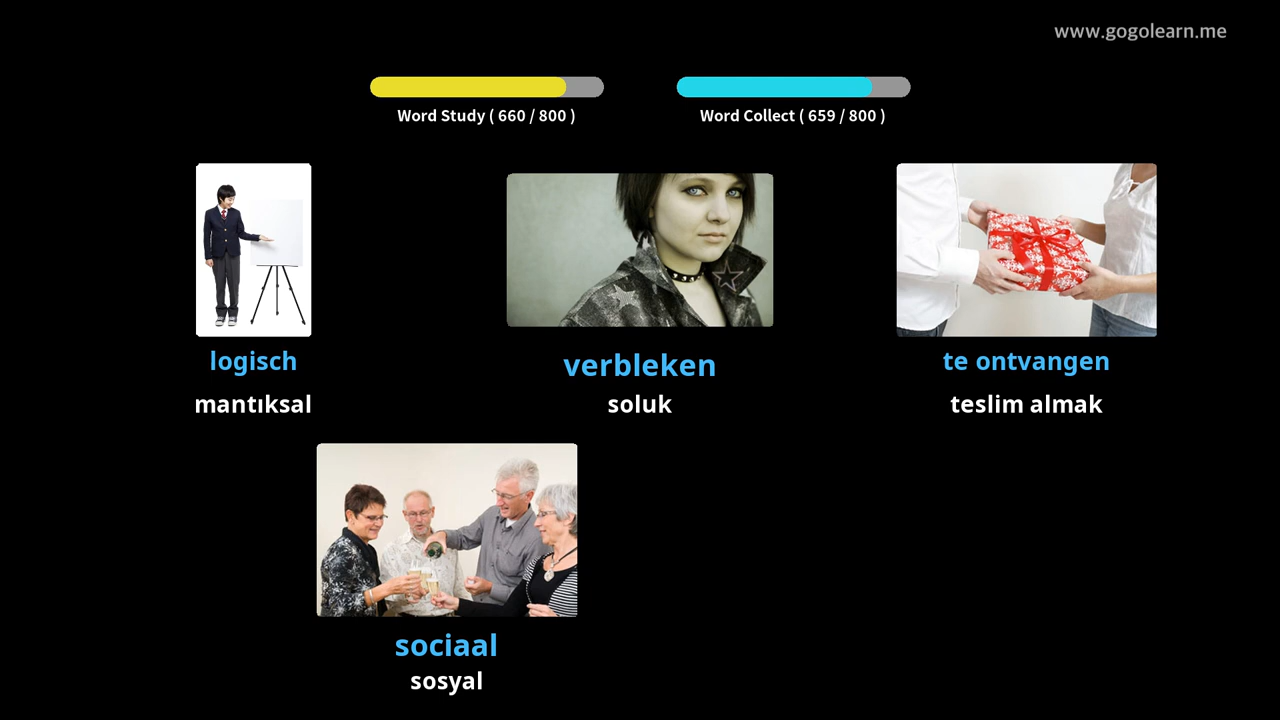 www.gogolearn.me
Word Study ( 660 / 800 )
Word Collect ( 659 / 800 )
logisch
mantıksal
verbleken
soluk
te ontvangen
teslim almak
sociaal
sosyal